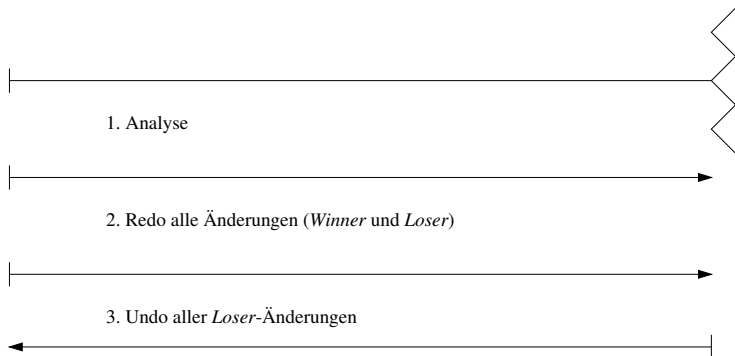 1. Analyse
2. Redo alle Änderungen (Winner und Loser)
3. Undo aller Loser-Änderungen